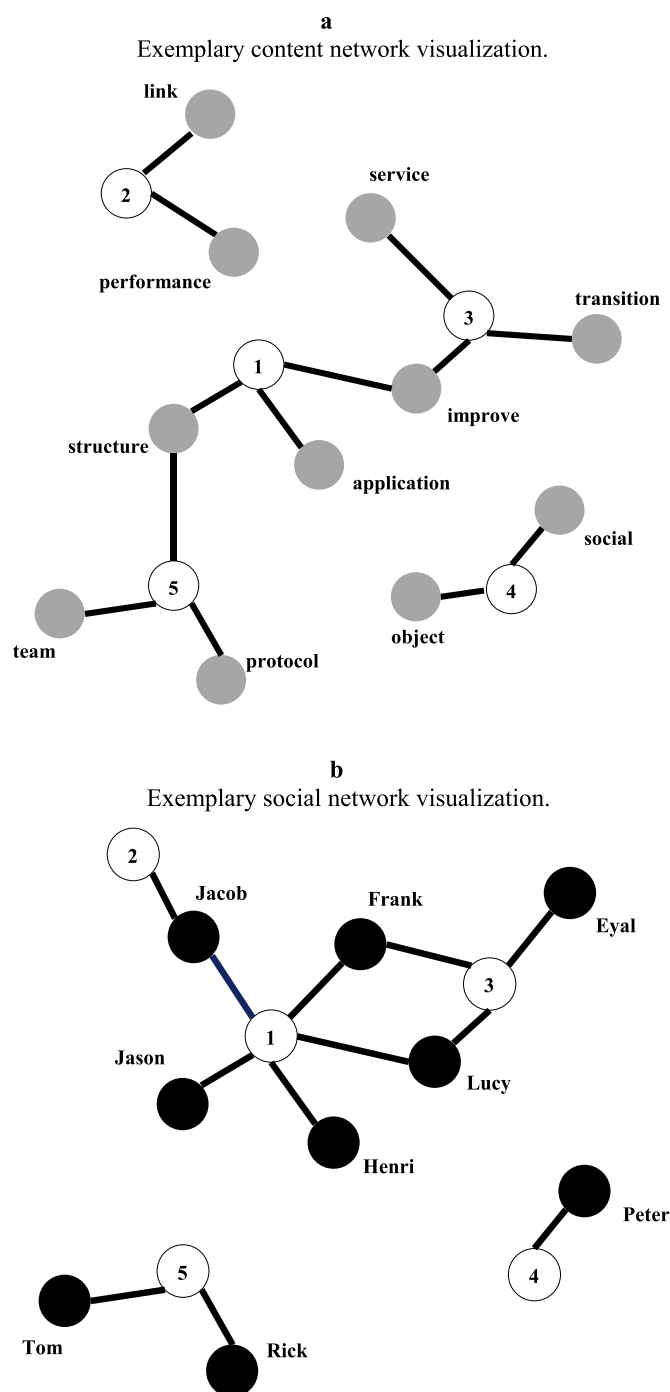 a
Exemplary content network visualization.
link
2
performance
service
3
transition
1
improve
structure
application
social
5
4
object
team
protocol
b
Exemplary social network visualization.
2
Jacob
Frank
Eyal
3
1
Jason
Lucy
Henri
Peter
5
4
Tom
Rick